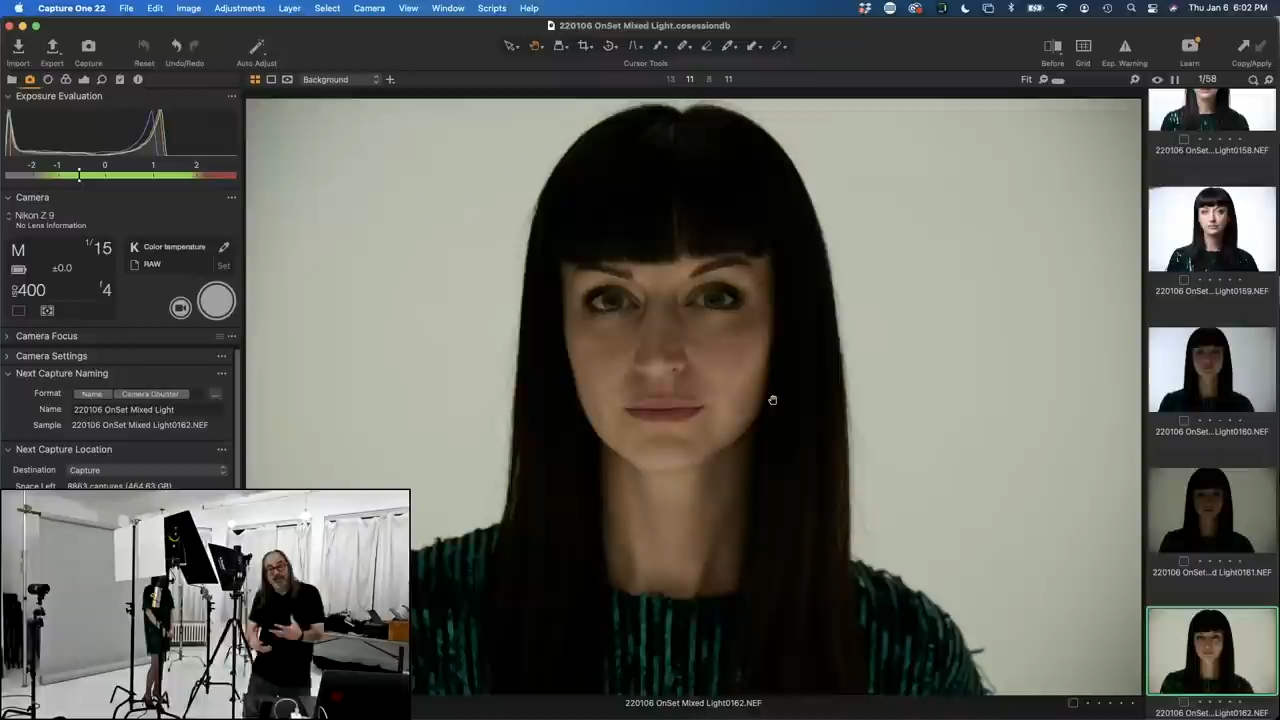 Capture One 22 File Edit Image Adjustments Layer Select Camera View Window Scripts Help Thu Jan 6 6:02 PM
220106 OnSet Mixed Light.cosessiondb
Import Export Capture Reset Undo/Redo Auto Adjust Cursor Tools Before Grid Exp. Warning Learn Copy/Apply
Background 13 11 8 11 Fit 1/58
Exposure Evaluation
-2 -1 0 1 2
Camera
Nikon Z 9
No Lens Information
M 1/15 K Color temperature
±0.0 RAW Set
400 f4
Camera Focus
Camera Settings
Next Capture Naming
Format Name Camera Counter
Name 220106 OnSet Mixed Light
Sample 220106 OnSet Mixed Light0162.NEF
Next Capture Location
Destination Capture
Space Left 8863 captures (464.63 GB)
220106 OnSet Mixed Light0162.NEF
220106 OnSet...Light0158.NEF
220106 OnSet...Light0159.NEF
220106 OnSet...Light0160.NEF
220106 OnSet...d Light0161.NEF
220106 OnSet...Light0162.NEF